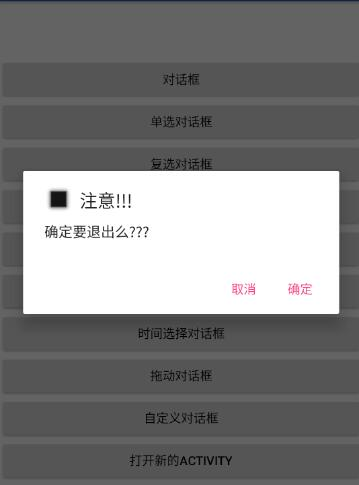 对话框
单选对话框
复选对话框
注意!!!
确定要退出么???
取消 确定
时间选择对话框
拖动对话框
自定义对话框
打开新的ACTIVITY